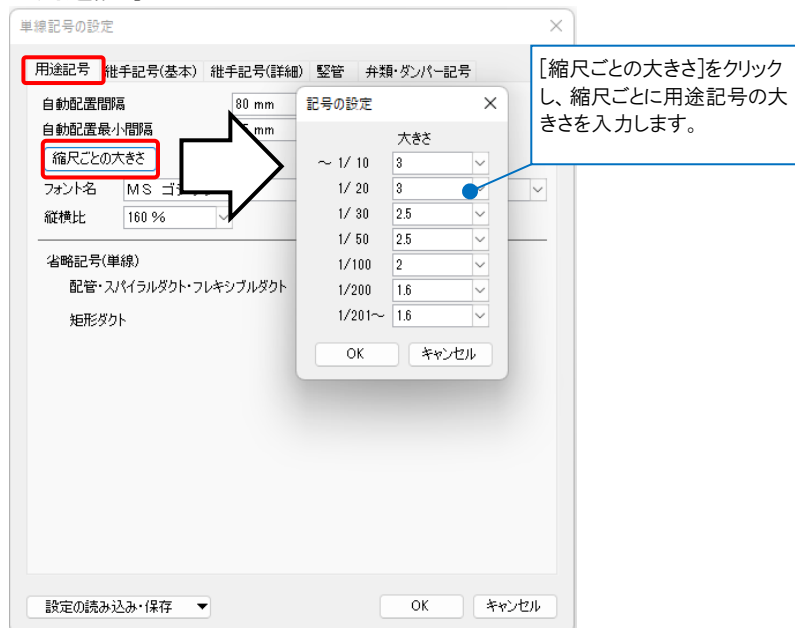 単線記号の設定
用途記号 継手記号(基本) 継手記号(詳細) 竪管 弁類・ダンパー記号
自動配置間隔 80 mm
自動配置最小間隔 mm
縮尺ごとの大きさ
フォント名 MS ゴシック
縦横比 160 %
省略記号(単線)
配管・スパイラルダクト・フレキシブルダクト
矩形ダクト
記号の設定
大きさ
～ 1/ 10 3
1/ 20 3
1/ 30 2.5
1/ 50 2.5
1/100 2
1/200 1.6
1/201～ 1.6
OK キャンセル
[縮尺ごとの大きさ]をクリック
し、縮尺ごとに用途記号の大
きさを入力します。
設定の読み込み・保存 OK キャンセル